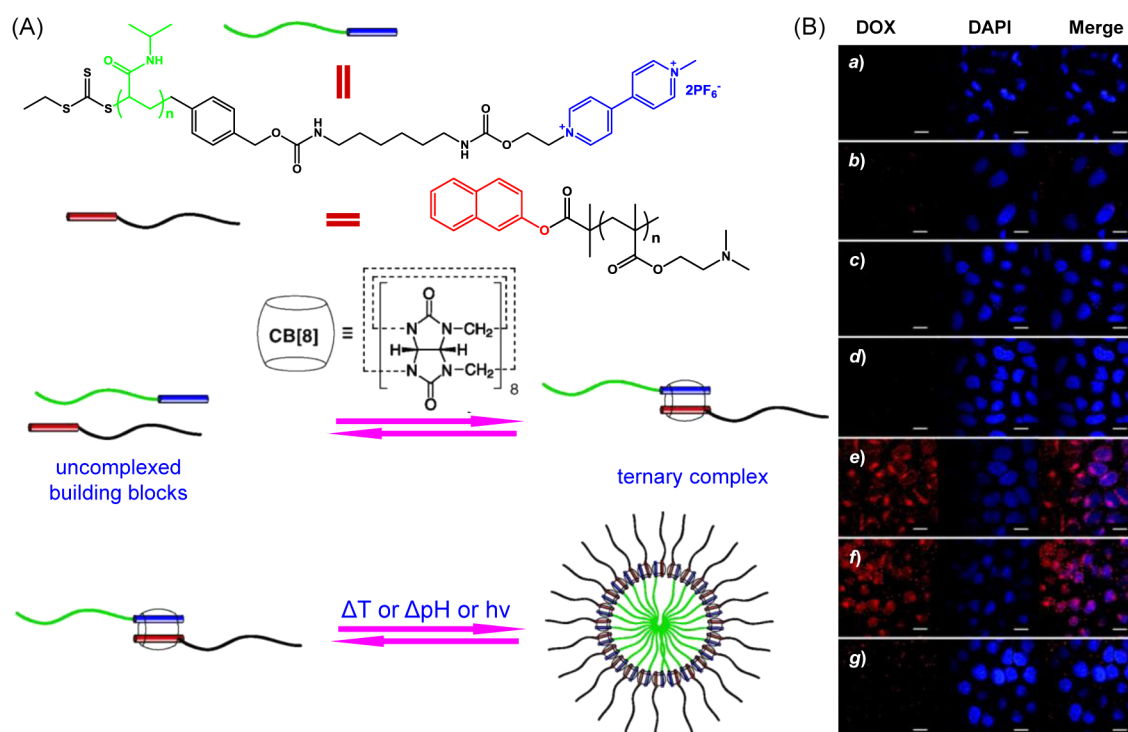 (A)
O
NH
S
S
S
n
O
O
H
N
N
H
O
O
N+
N+
2PF6-
=
O
O
n
O
O
N
CB[8]
≡
O
N
N
CH2
H
H
N
N
CH2
O
8
uncomplexed
building blocks
ternary complex
ΔT or ΔpH or hν
(B)
DOX DAPI Merge
a)
b)
c)
d)
e)
f)
g)